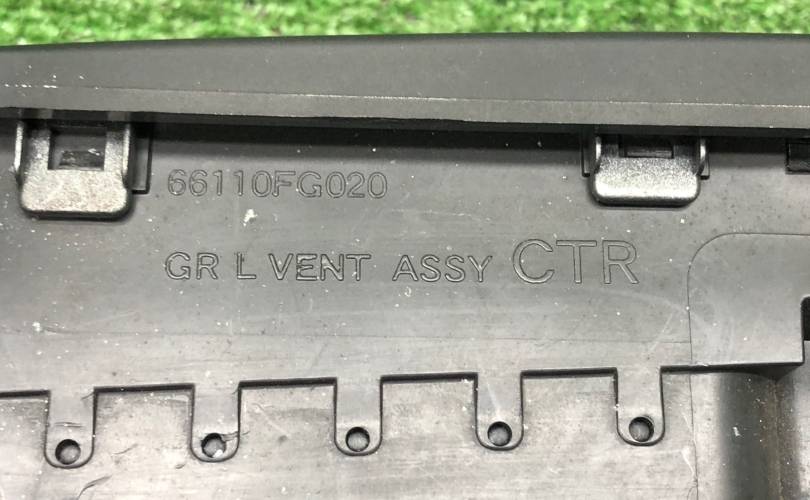 66110FG020
GR L VENT ASSY CTR